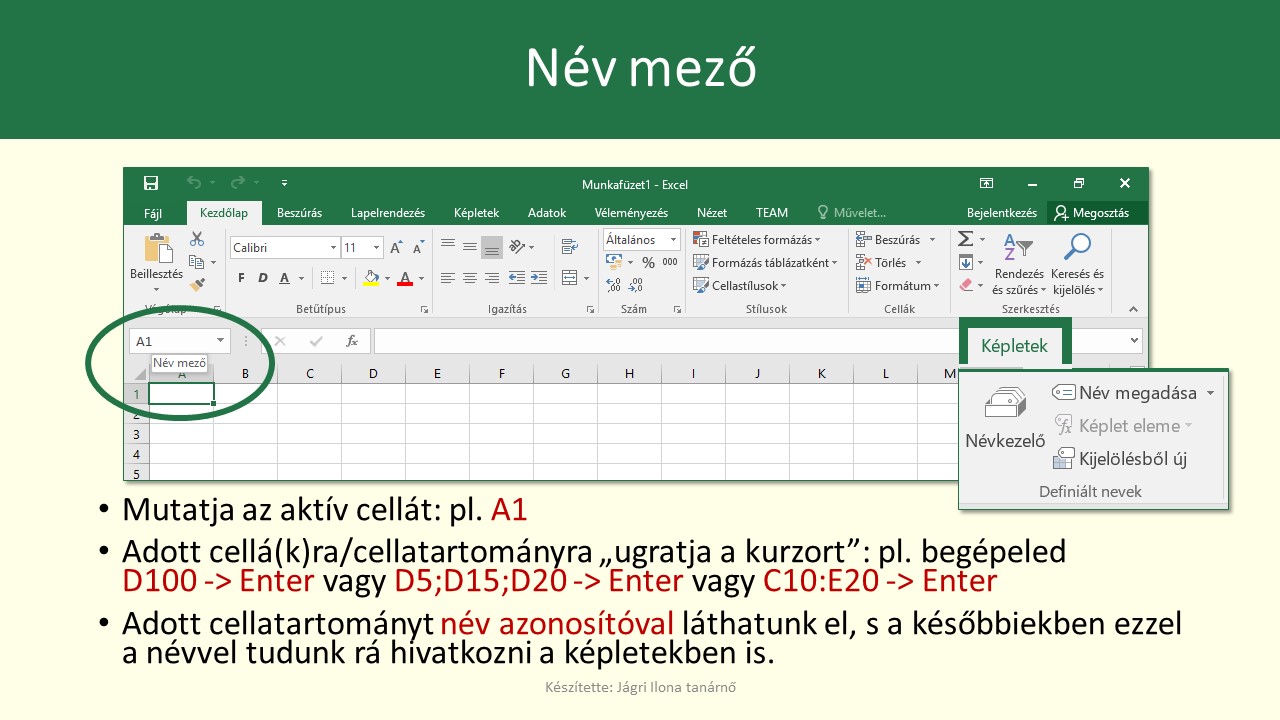 Név mező
Munkafüzet1 - Excel
Fájl Kezdőlap Beszúrás Lapelrendezés Képletek Adatok Véleményezés Nézet TEAM Művelet... Bejelentkezés Megosztás
Beillesztés
Calibri 11
F D A
Általános
% 000
Feltételes formázás
Formázás táblázatként
Cellastílusok
Beszúrás
Törlés
Formátum
Rendezés és szűrés
Keresés és kijelölés
Vágólap Betűtípus Igazítás Szám Stílusok Cellák Szerkesztés
A1
fx
Név mező
A B C D E F G H I J K L M
1
2
3
4
5
Képletek
Névkezelő
Név megadása
Képlet eleme
Kijelölésből új
Definiált nevek
• Mutatja az aktív cellát: pl. A1
• Adott cellá(k)ra/cellatartományra „ugratja a kurzort”: pl. begépeled
D100 -> Enter vagy D5;D15;D20 -> Enter vagy C10:E20 -> Enter
• Adott cellatartományt név azonosítóval láthatunk el, s a későbbiekben ezzel
a névvel tudunk rá hivatkozni a képletekben is.
Készítette: Jágri Ilona tanárnő